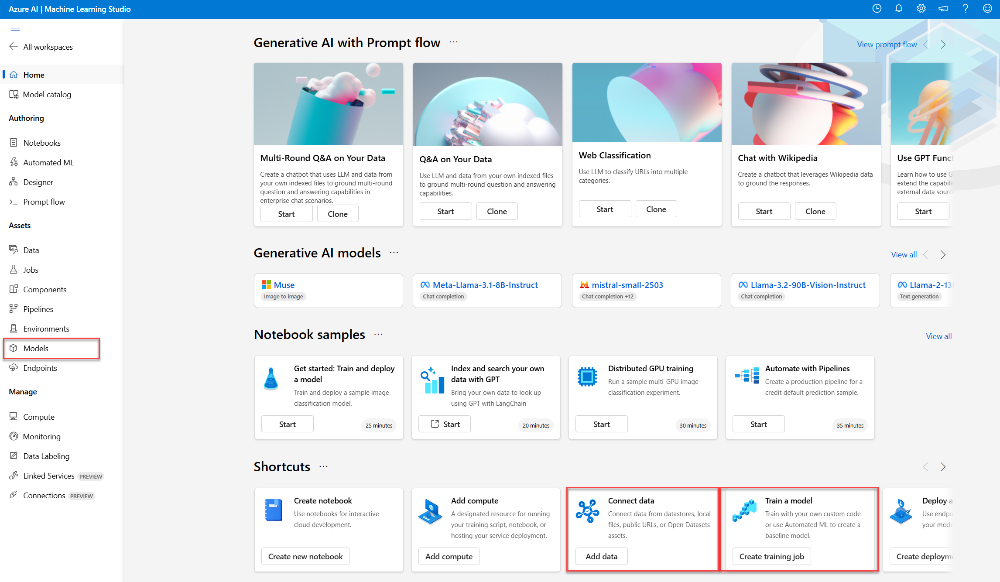 Azure AI | Machine Learning Studio
All workspaces
Home
Model catalog
Authoring
Notebooks
Automated ML
Designer
Prompt flow
Assets
Data
Jobs
Components
Pipelines
Environments
Models
Endpoints
Manage
Compute
Monitoring
Data Labeling
Linked Services PREVIEW
Connections PREVIEW
Generative AI with Prompt flow ···
View prompt flow
Multi-Round Q&A on Your Data
Create a chatbot that uses LLM and data from
your own indexed files to ground multi-round
question and answering capabilities in
enterprise chat scenarios.
Start Clone
Q&A on Your Data
Use LLM and data from your own indexed files
to ground multi-round question and answering
capabilities.
Start Clone
Web Classification
Use LLM to classify URLs into multiple
categories.
Start Clone
Chat with Wikipedia
Create a chatbot that leverages Wikipedia data
to ground the responses.
Start Clone
Use GPT Funct
Learn how to use G
extend the capabilit
external data sourc
Start
Generative AI models ···
View all
Muse
Image to image
Meta-Llama-3.1-8B-Instruct
Chat completion
mistral-small-2503
Chat completion +12
Llama-3.2-90B-Vision-Instruct
Chat completion
Llama-2-13
Text generation
Notebook samples ···
View all
Get started: Train and deploy
a model
Train and deploy a sample image
classification model.
Start 25 minutes
Index and search your own
data with GPT
Bring your own data to look up
using GPT with LangChain
Start 20 minutes
Distributed GPU training
Run a sample multi-GPU image
classification experiment.
Start 30 minutes
Automate with Pipelines
Create a production pipeline for a
credit default prediction sample.
Start 35 minutes
Shortcuts ···
Create notebook
Use notebooks for interactive
cloud development.
Create new notebook
Add compute
A designated resource for running
your training script, notebook, or
hosting your service deployment.
Add compute
Connect data
Connect data from datastores, local
files, public URLs, or Open Datasets
assets.
Add data
Train a model
Train with your own custom code
or use Automated ML to create a
baseline model.
Create training job
Deploy a
Use endpo
your mode
Create deployme